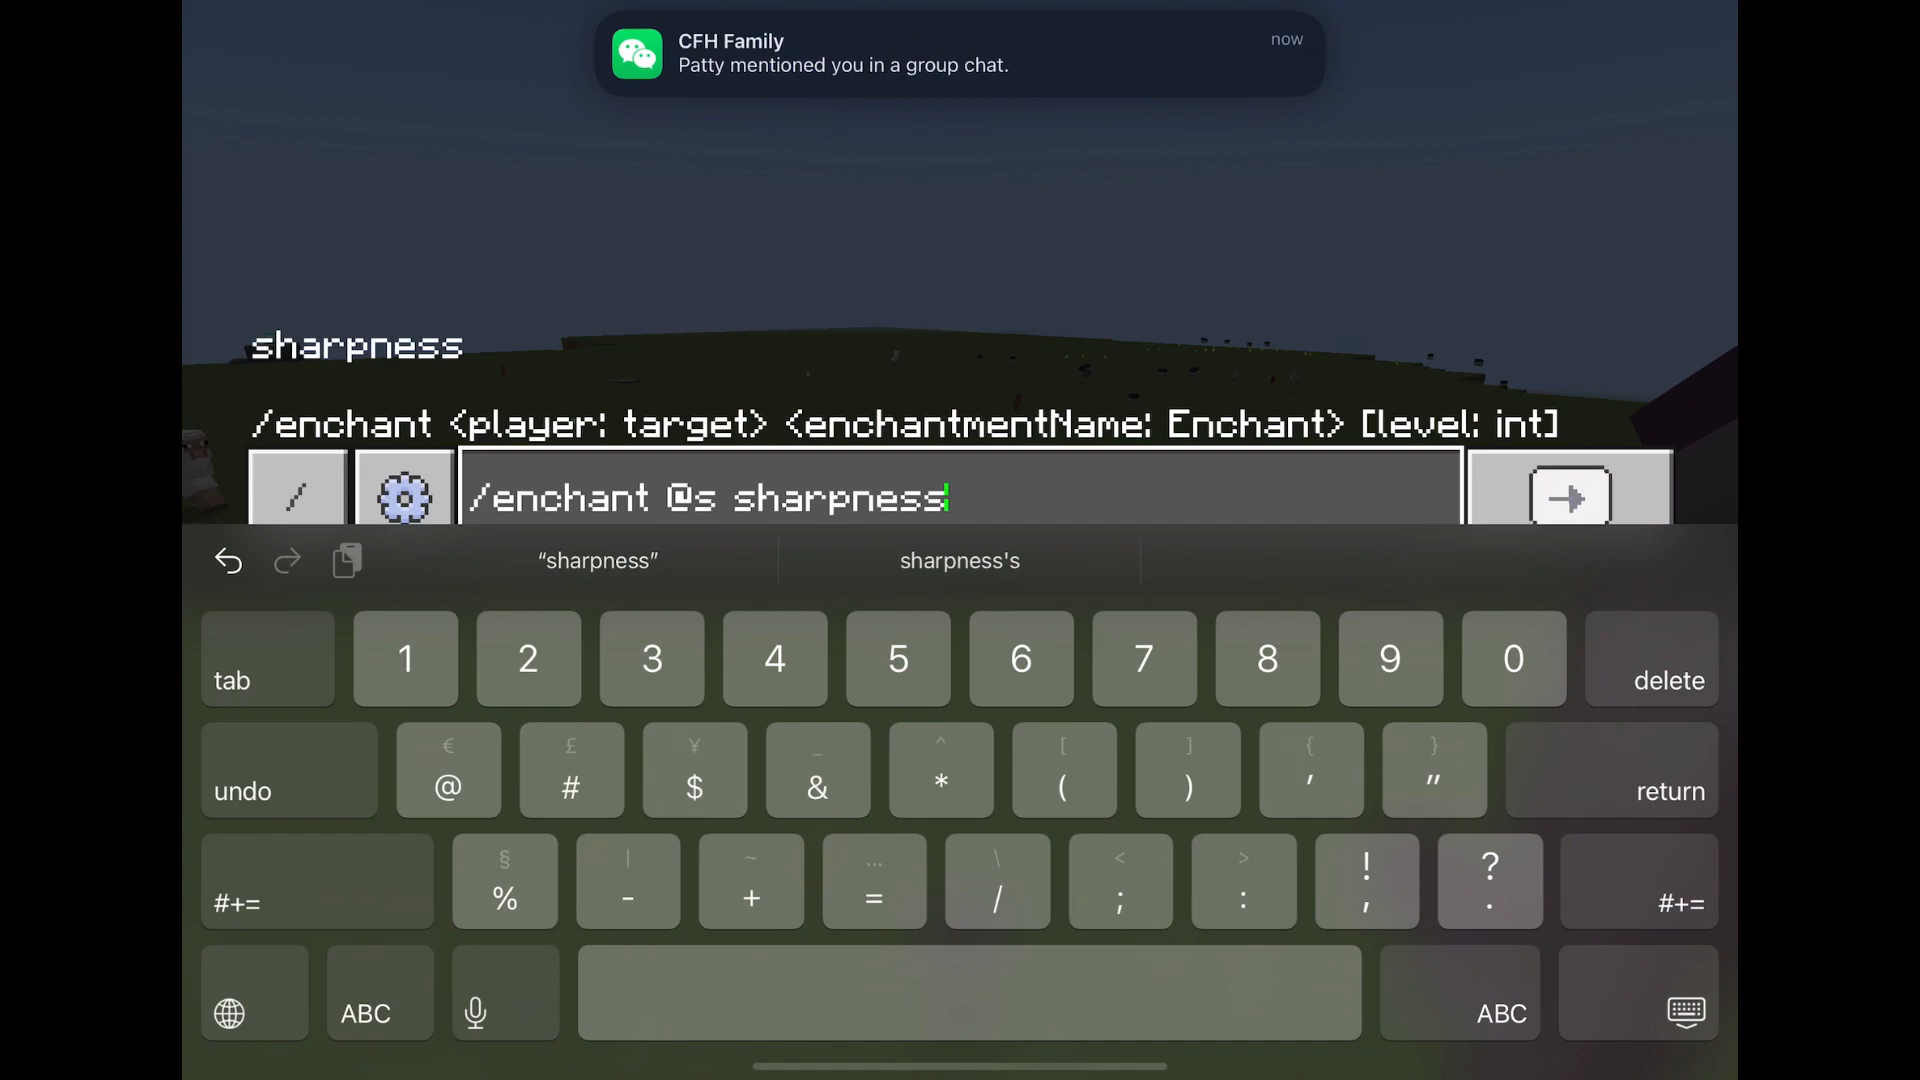 CFH Family
now
Patty mentioned you in a group chat.
sharpness
/enchant <player: target> <enchantmentName: Enchant> [level: int]
/ /enchant @s sharpness
“sharpness” sharpness's
tab 1 2 3 4 5 6 7 8 9 0 delete
€ £ ¥ _ ^ [ ] { }
undo @ # $ & * ( ) ' " return
§ | ~ … \ < > ! ?
#+= % - + = / ; : , . #+=
ABC ABC